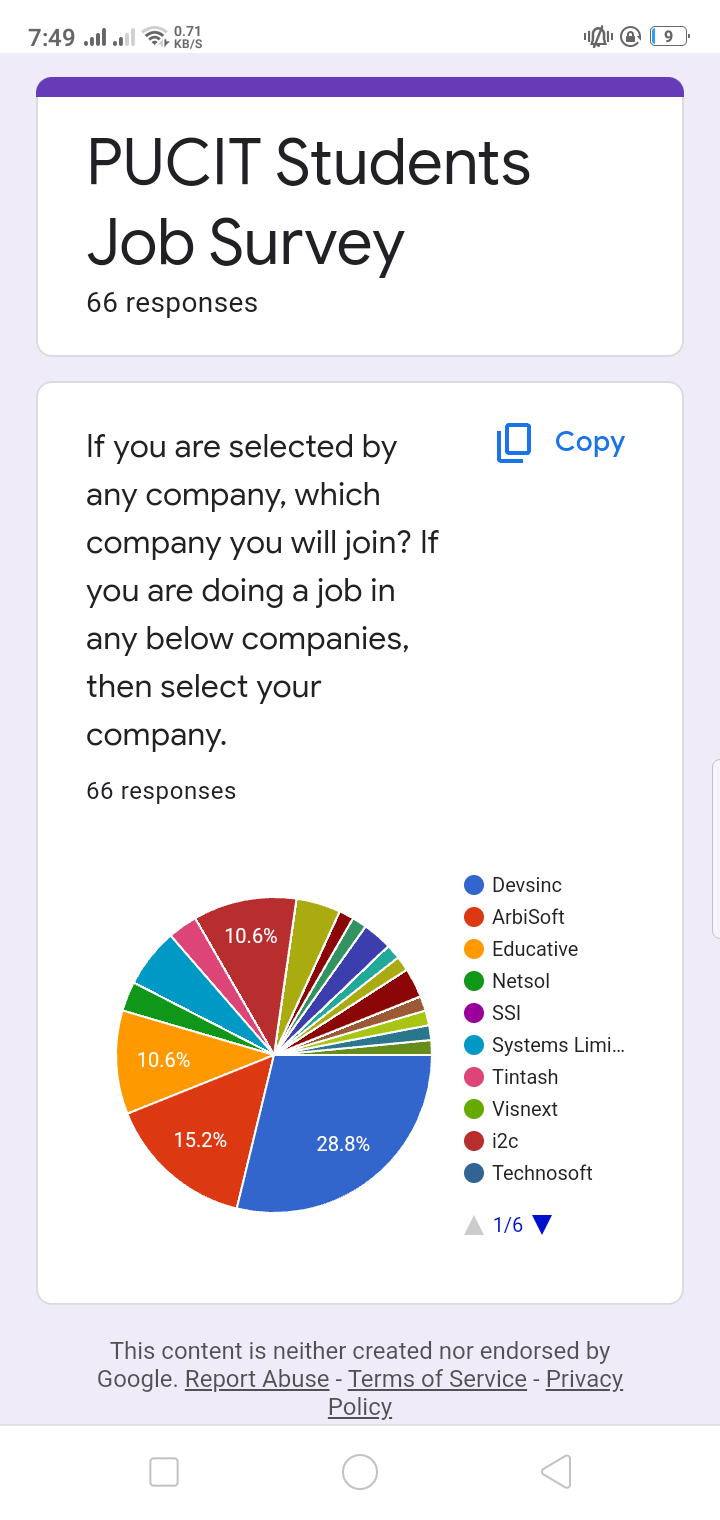 7:49 0.71 KB/S 9
PUCIT Students
Job Survey
66 responses
If you are selected by
any company, which
company you will join? If
you are doing a job in
any below companies,
then select your
company.
Copy
66 responses
10.6%
10.6%
15.2%
28.8%
Devsinc
ArbiSoft
Educative
Netsol
SSI
Systems Limi...
Tintash
Visnext
i2c
Technosoft
1/6
This content is neither created nor endorsed by
Google. Report Abuse - Terms of Service - Privacy
Policy